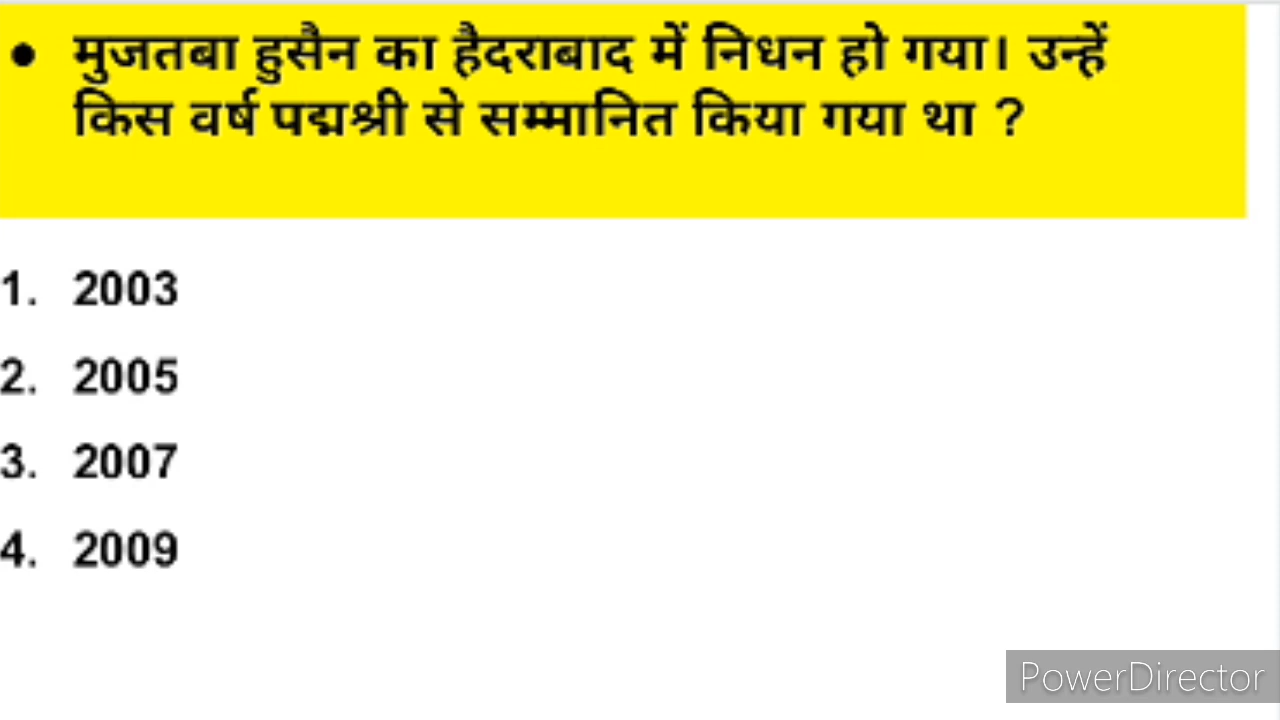 ● मुजतबा हुसैन का हैदराबाद में निधन हो गया। उन्हें
किस वर्ष पद्मश्री से सम्मानित किया गया था ?
1. 2003
2. 2005
3. 2007
4. 2009
PowerDirector